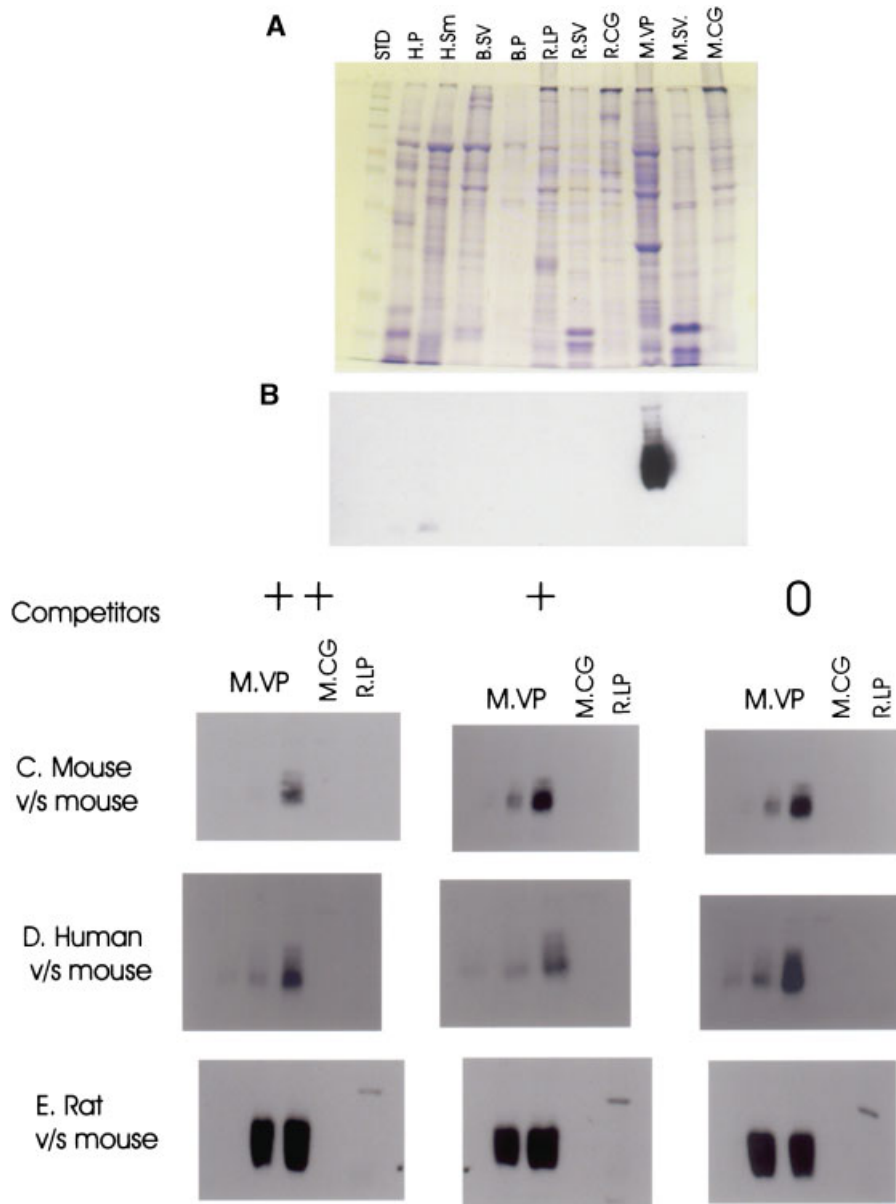 A
STD H.P H.Sm B.SV B.P R.LP R.SV R.CG M.VP M.SV. M.CG
B
Competitors + + + 0
M.VP M.CG R.LP M.VP M.CG R.LP M.VP M.CG R.LP
C. Mouse
v/s mouse
D. Human
v/s mouse
E. Rat
v/s mouse